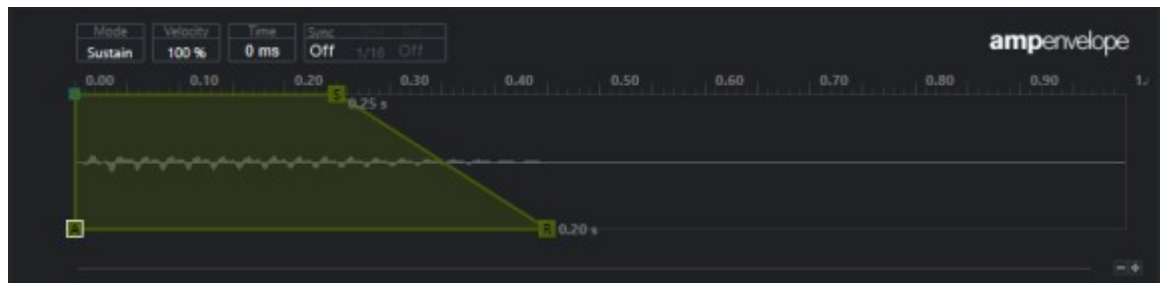 Mode Velocity Time Sync
Sustain 100 % 0 ms Off 1/16 Off
ampenvelope
0.00 0.10 0.20 0.30 0.40 0.50 0.60 0.70 0.80 0.90 1.
S
0.25 s
A
R 0.20 s
- +